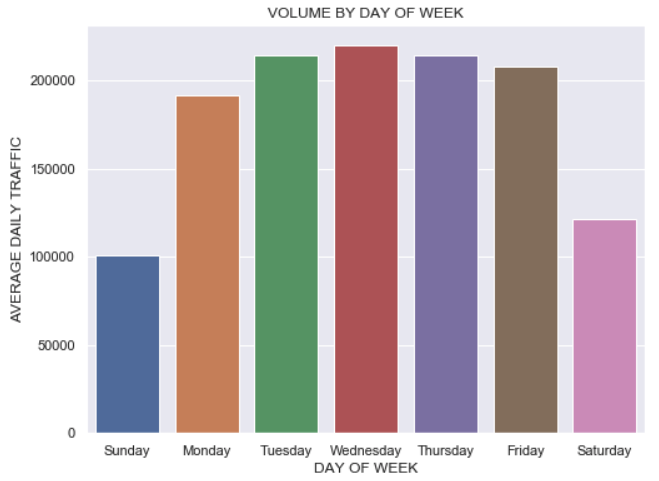 VOLUME BY DAY OF WEEK
AVERAGE DAILY TRAFFIC
200000
150000
100000
50000
0
Sunday Monday Tuesday Wednesday Thursday Friday Saturday
DAY OF WEEK